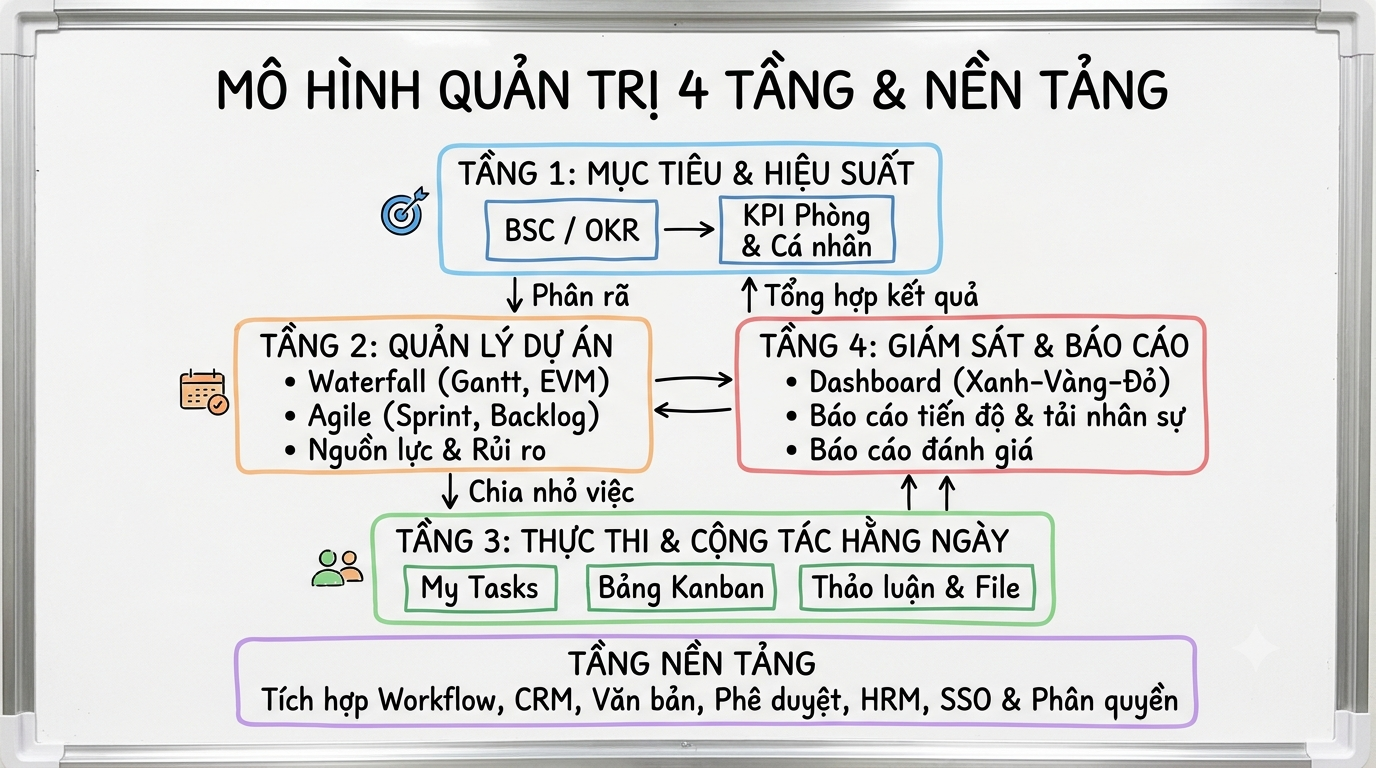 MÔ HÌNH QUẢN TRỊ 4 TẦNG & NỀN TẢNG
TẦNG 1: MỤC TIÊU & HIỆU SUẤT
BSC / OKR
KPI Phòng
& Cá nhân
Phân rã
Tổng hợp kết quả
TẦNG 2: QUẢN LÝ DỰ ÁN
• Waterfall (Gantt, EVM)
• Agile (Sprint, Backlog)
• Nguồn lực & Rủi ro
TẦNG 4: GIÁM SÁT & BÁO CÁO
• Dashboard (Xanh-Vàng-Đỏ)
• Báo cáo tiến độ & tải nhân sự
• Báo cáo đánh giá
Chia nhỏ việc
TẦNG 3: THỰC THI & CỘNG TÁC HẰNG NGÀY
My Tasks
Bảng Kanban
Thảo luận & File
TẦNG NỀN TẢNG
Tích hợp Workflow, CRM, Văn bản, Phê duyệt, HRM, SSO & Phân quyền